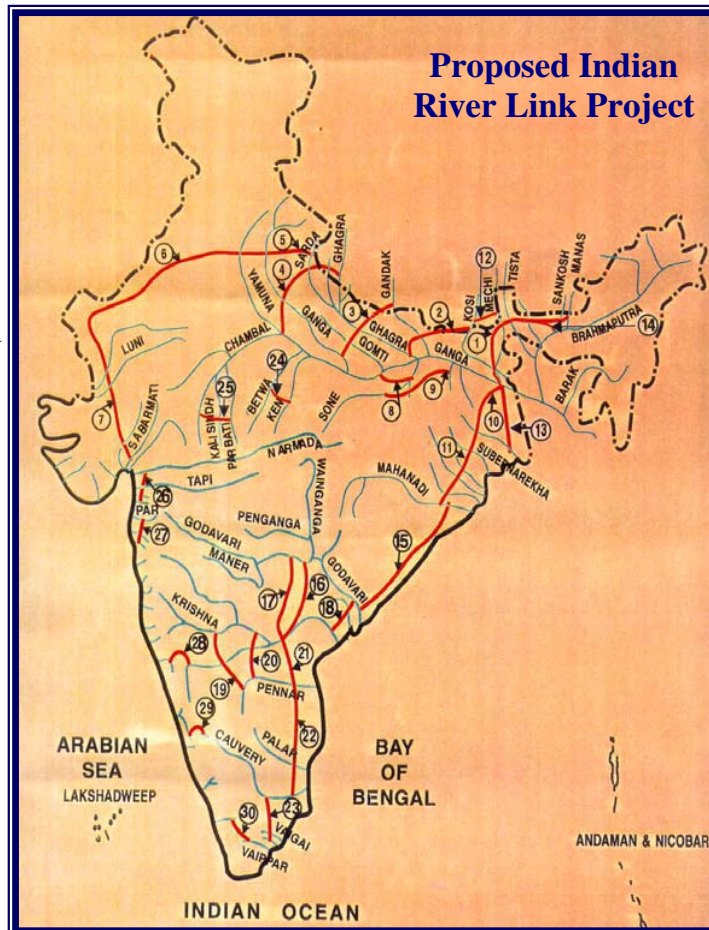 Proposed Indian
River Link Project
5
SARDA
GHAGRA
6
4
YAMUNA
GANDAK
12
KOSI
MECHI
TISTA
SANKOSH
MANAS
3
2
GHAGRA
GANGA
GOMTI
CHAMBAL
LUNI
1
GANGA
BRAHMAPUTRA
14
24
25
BETWA
KEN
SONE
8
9
BARAK
7
SABARMATI
KALISINDH
PARBATI
10
13
11
SUBERNAREKHA
NARMADA
MAHANADI
WAINGANGA
TAPI
26
PAR
27
GODAVARI
PENGANGA
MANER
GODAVARI
15
17
16
18
KRISHNA
28
20
21
19
PENNAR
29
22
CAUVERY
PALAR
ARABIAN
SEA
LAKSHADWEEP
BAY
OF
BENGAL
23
30
VAIGAI
VAIPPAR
ANDAMAN & NICOBAR
INDIAN OCEAN